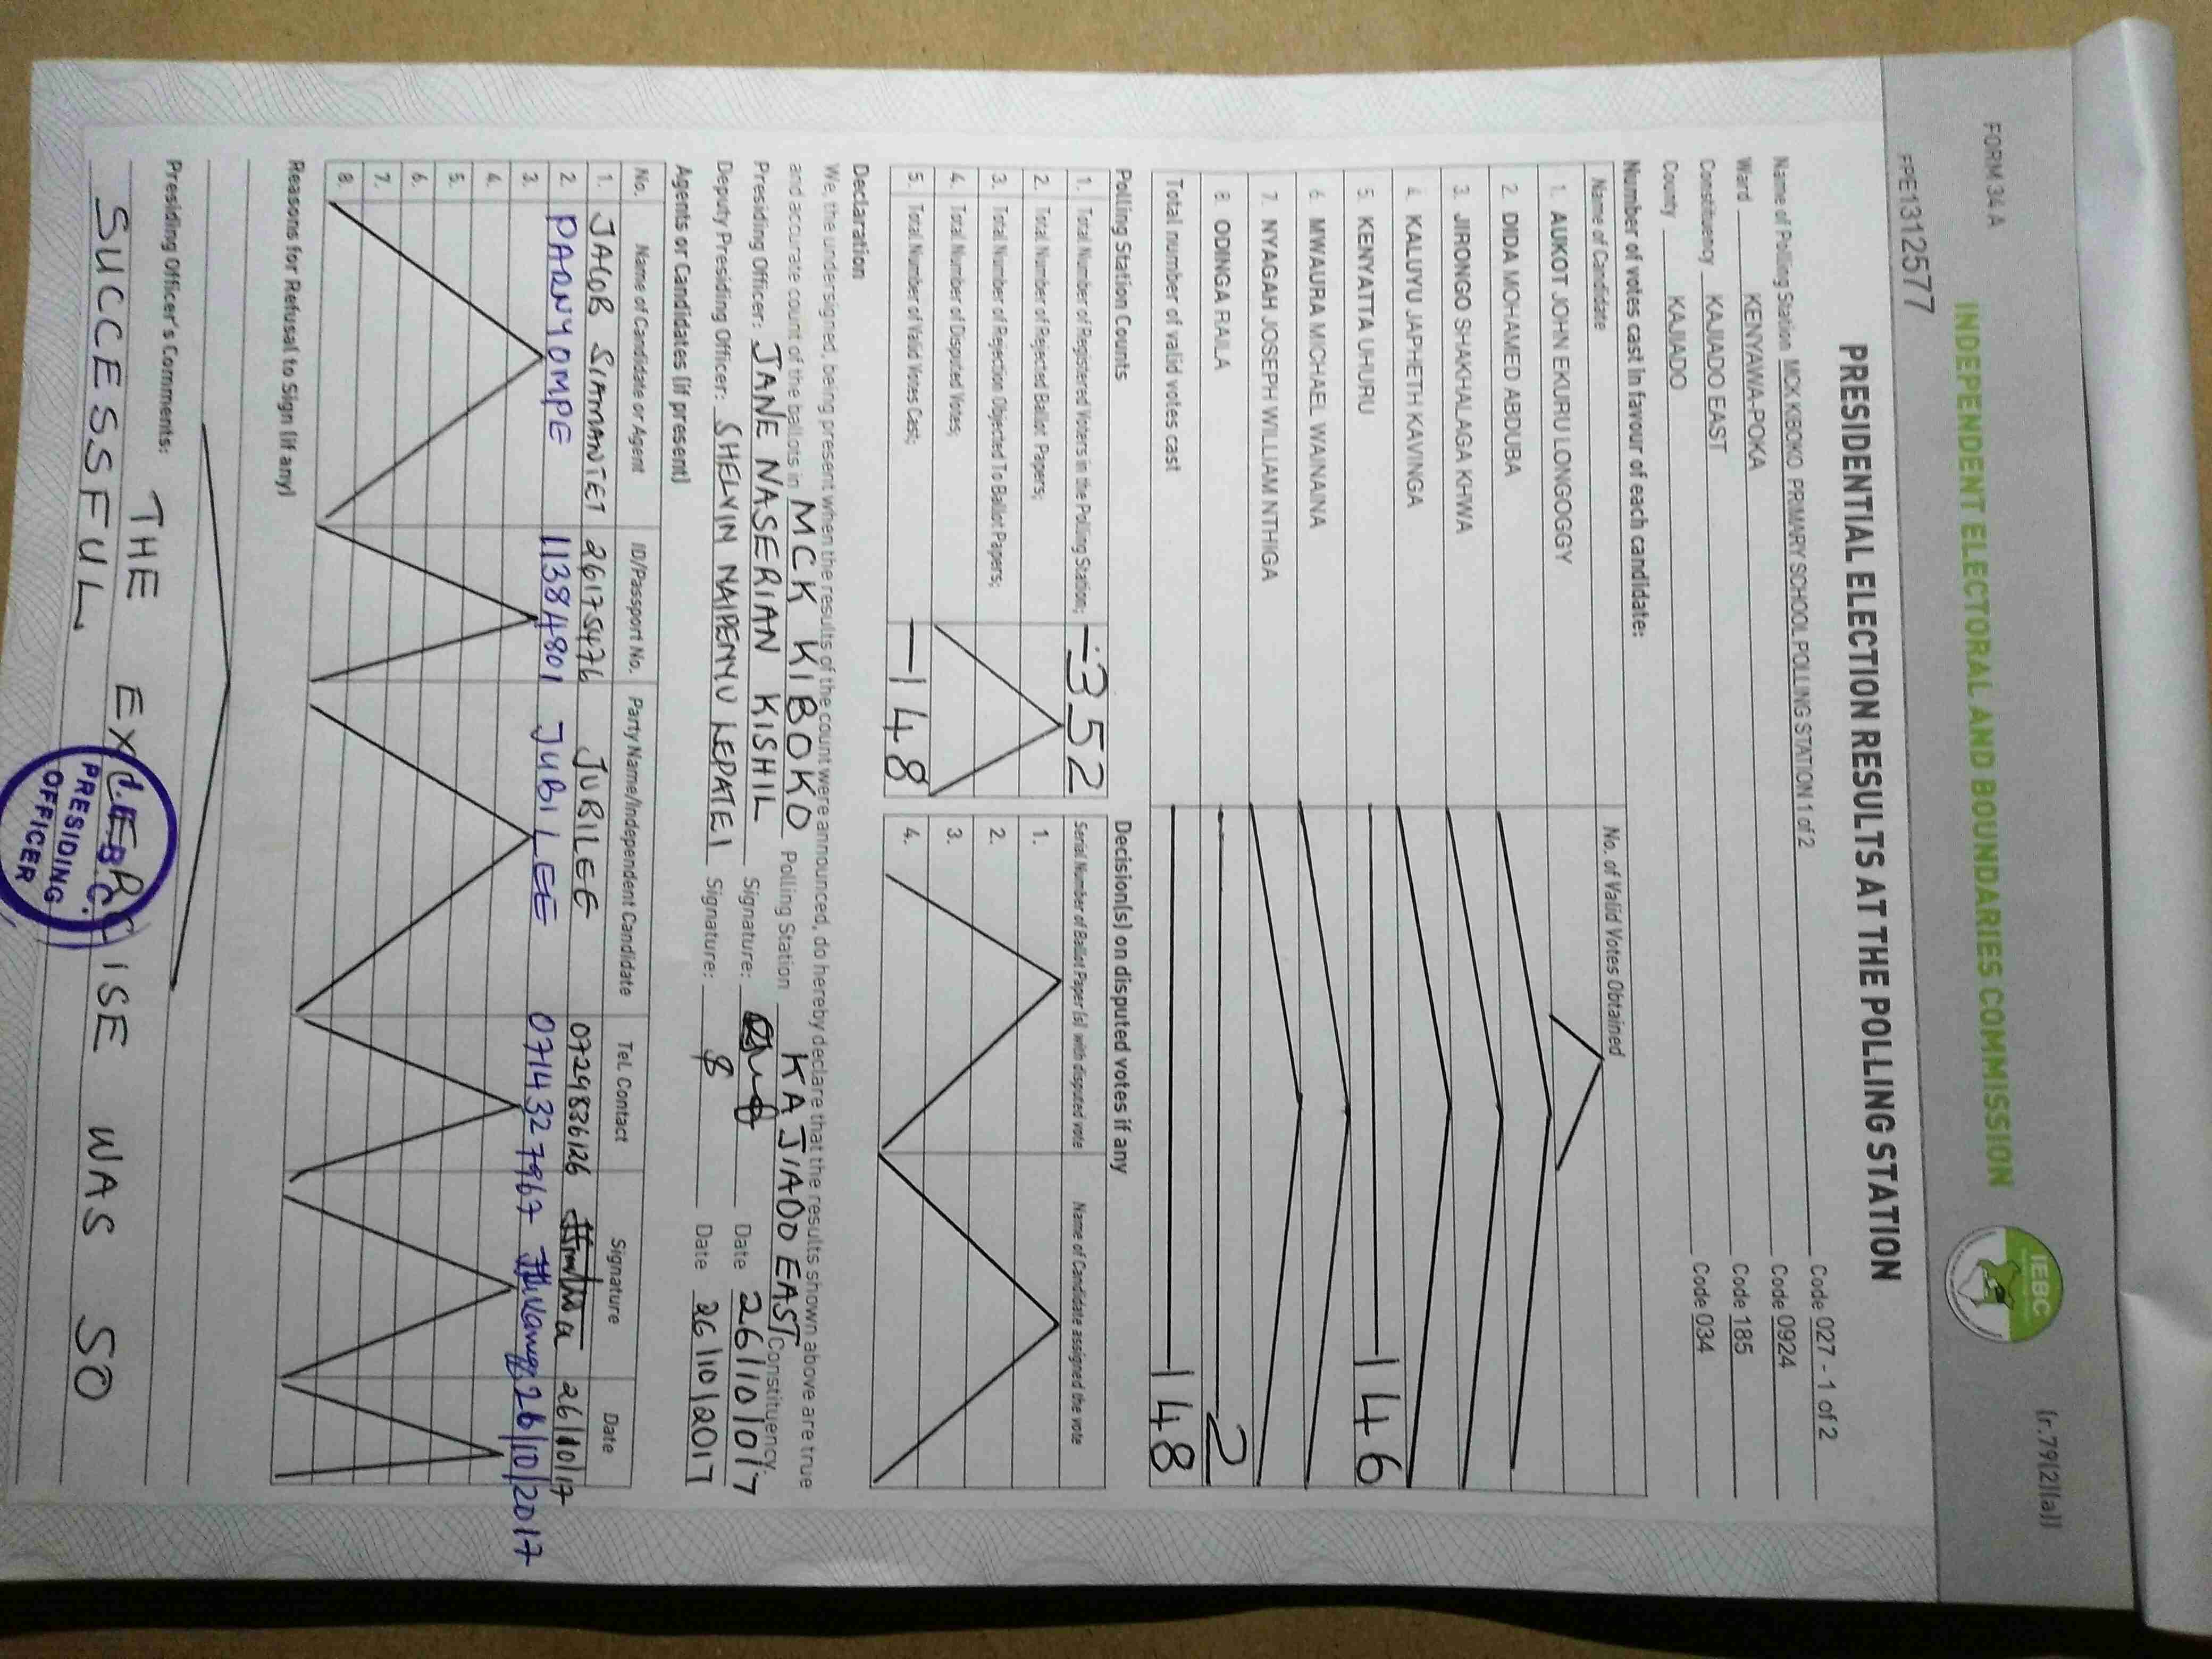 FORM 34 A
(r.79(2)(a))
INDEPENDENT ELECTORAL AND BOUNDARIES COMMISSION
IEBC
PPE1312577
PRESIDENTIAL ELECTION RESULTS AT THE POLLING STATION
Name of Polling Station MCK KIBOKO PRIMARY SCHOOL POLLING STATION 1 of 2 Code 027 - 1 of 2
Ward KENYAWA-POKA Code 0924
Constituency KAJIADO EAST Code 185
County KAJIADO Code 034
Number of votes cast in favour of each candidate:
Name of Candidate No. of Valid Votes Obtained
1. AUKOT JOHN EKURU LONGOGGY
2. DIDA MOHAMED ABDUBA
3. JIRONGO SHAKHALAGA KHWA
4. KALUYU JAPHETH KAVINGA
5. KENYATTA UHURU 146
6. MWAURA MICHAEL WAINAINA
7. NYAGAH JOSEPH WILLIAM NTHIGA
8. ODINGA RAILA 2
Total number of valid votes cast 148
Polling Station Counts
1. Total Number of Registered Voters in the Polling Station; 352
2. Total Number of Rejected Ballot Papers;
3. Total Number of Rejection Objected To Ballot Papers;
4. Total Number of Disputed Votes;
5. Total Number of Valid Votes Cast; 148
Decision(s) on disputed votes if any
Serial Number of Ballot Paper (s) with disputed vote Name of Candidate assigned the vote
1.
2.
3.
4.
Declaration
We, the undersigned, being present when the results of the count were announced, do hereby declare that the results shown above are true
and accurate count of the ballots in MCK KIBOKO Polling Station KAJIADO EAST Constituency.
Presiding Officer: JANE NASERIAN KISHIL Signature: Date 26/10/017
Deputy Presiding Officer: SHELVIN NAIPENYU LEPATEI Signature: Date 26/10/2017
Agents or Candidates (if present)
No. Name of Candidate or Agent ID/Passport No. Party Name/Independent Candidate Tel. Contact Signature Date
1. JACOB SIAMANTET 26175476 JUBILEE 0729836126 26/10/17
2. PARNYOMPE 11384801 JUBILEE 0714327967 26/10/2017
3.
4.
5.
6.
7.
8.
Reasons for Refusal to Sign (if any)
Presiding Officer's Comments: THE EXCERCISE WAS SO
SUCCESSFUL
I.E.B.C.
PRESIDING
OFFICER